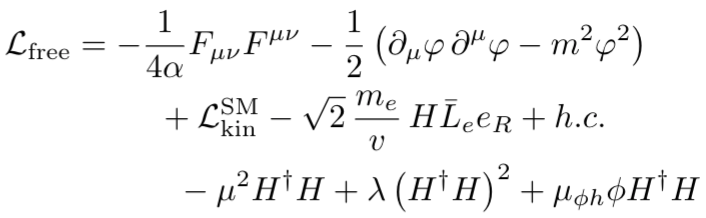 \mathcal{L}_{\text{free}} = -\frac{1}{4\alpha} F_{\mu\nu} F^{\mu\nu} - \frac{1}{2} \left( \partial_\mu \varphi \, \partial^\mu \varphi - m^2 \varphi^2 \right)
+ \mathcal{L}_{\text{kin}}^{\text{SM}} - \sqrt{2} \frac{m_e}{v} H \bar{L}_e e_R + h.c.
- \mu^2 H^\dagger H + \lambda \left( H^\dagger H \right)^2 + \mu_{\phi h} \phi H^\dagger H